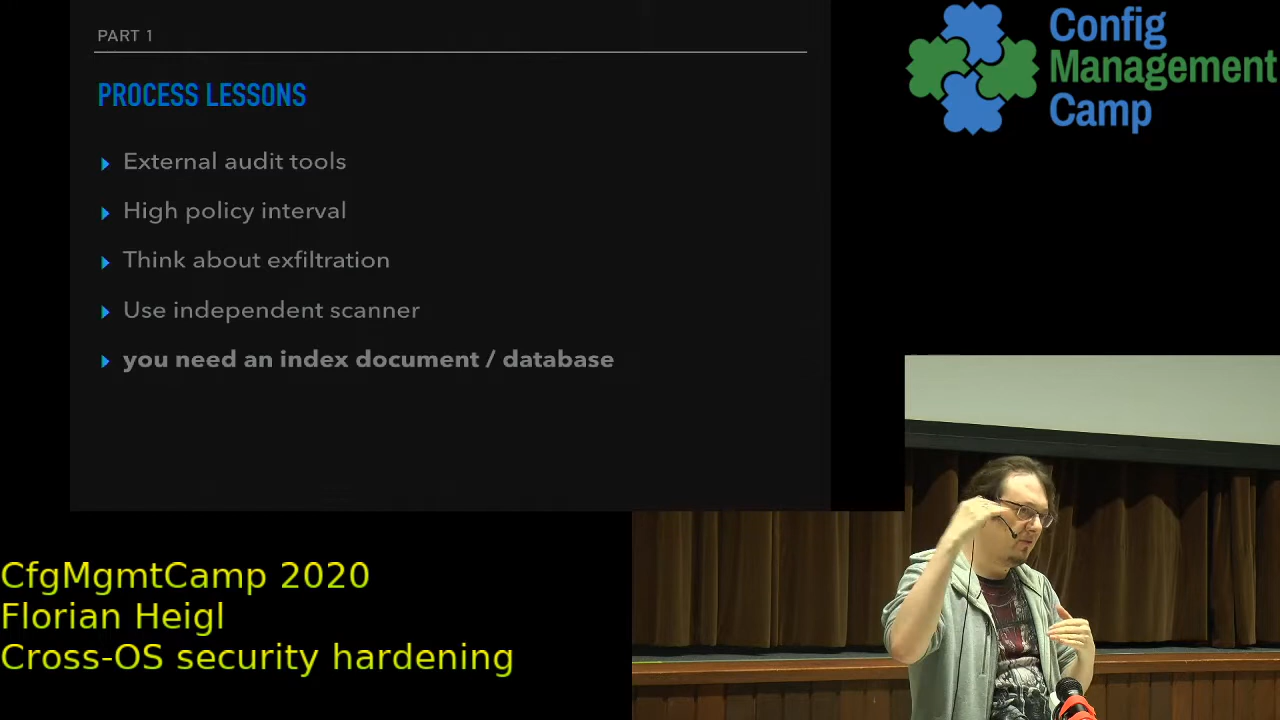 PART 1
PROCESS LESSONS
External audit tools
High policy interval
Think about exfiltration
Use independent scanner
you need an index document / database
Config
Management
Camp
CfgMgmtCamp 2020
Florian Heigl
Cross-OS security hardening